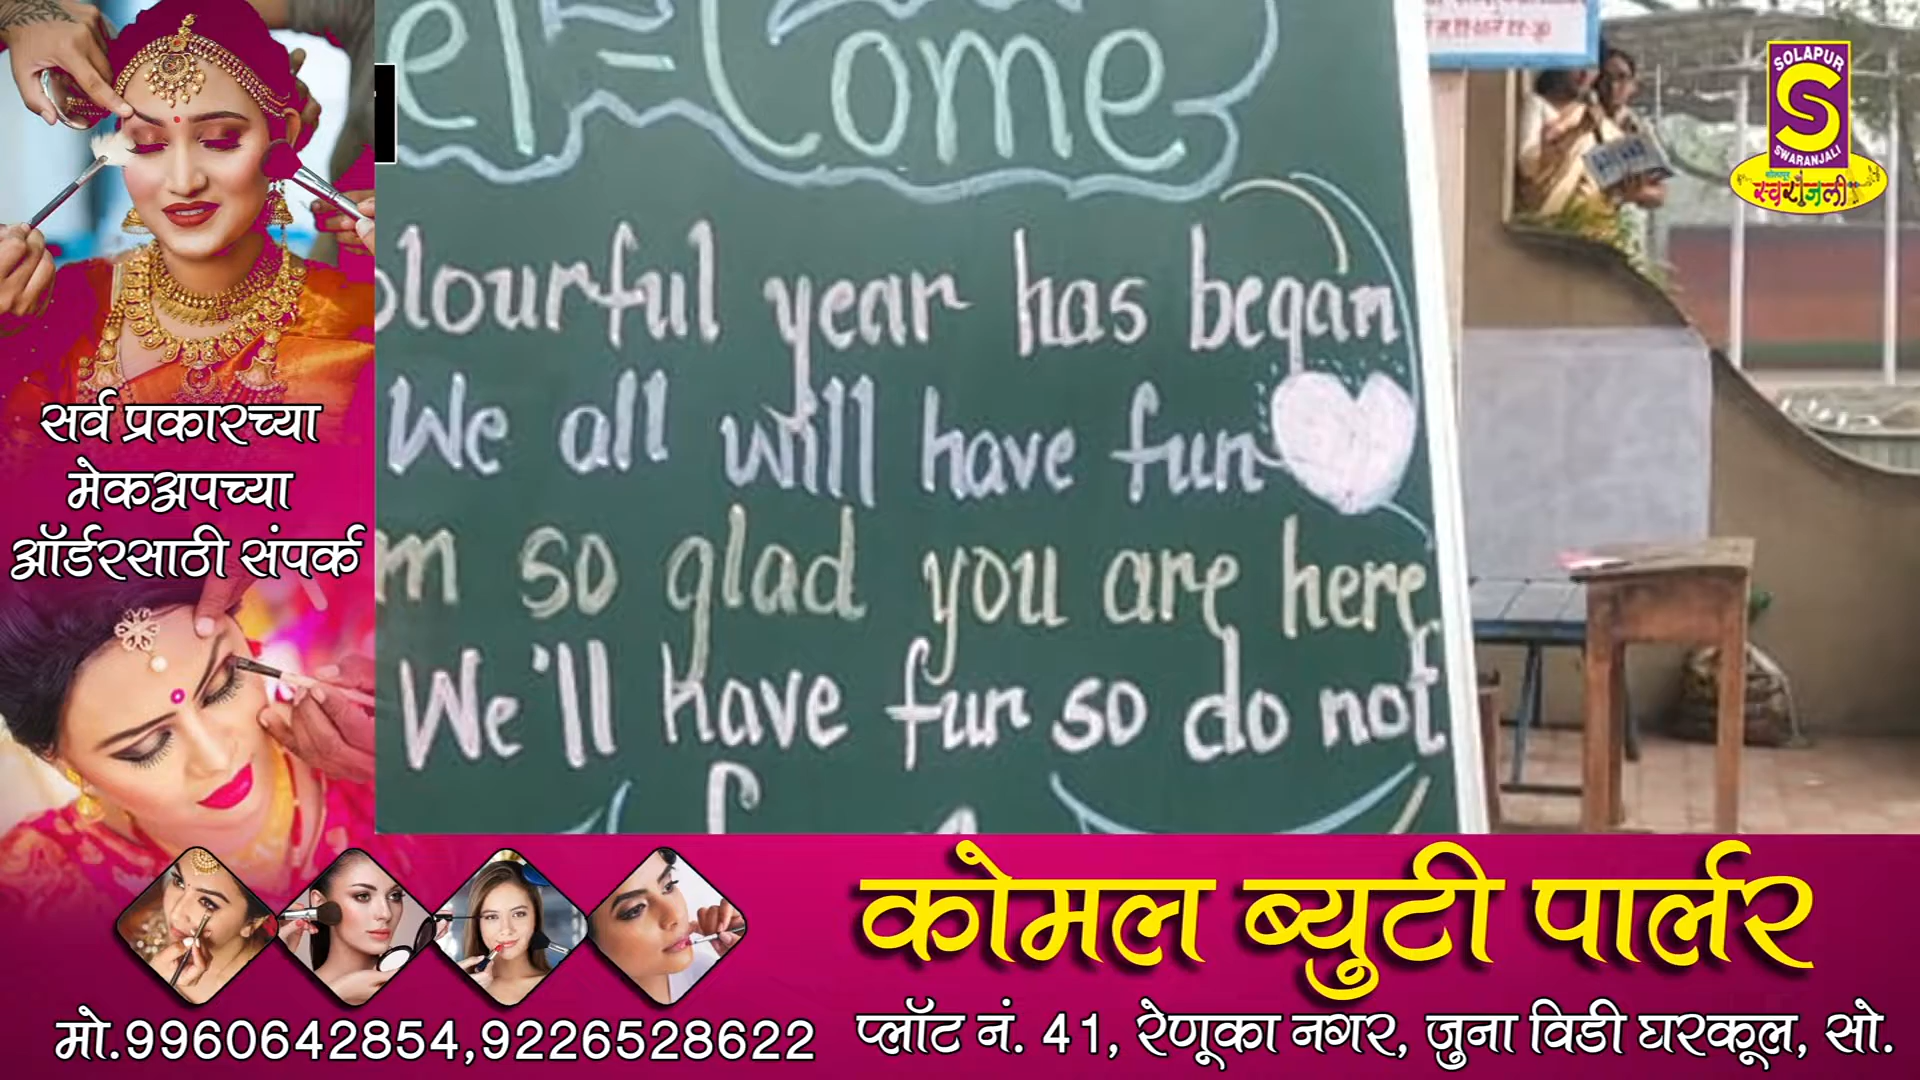 el=Come
olourful year has began
We all will have fun
m so glad you are here
We'll have fun so do not
SOLAPUR
S
SWARANJALI
सोलापूर
स्वरांजली
सर्व प्रकारच्या
मेकअपच्या
ऑर्डरसाठी संपर्क
कोमल ब्युटी पार्लर
मो.9960642854,9226528622
प्लॉट नं. 41, रेणूका नगर, जुना विडी घरकूल, सो.